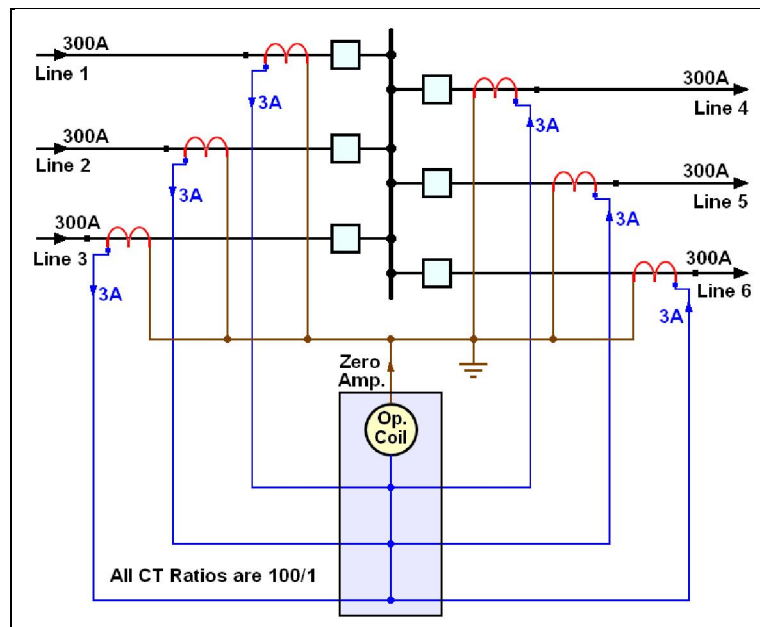 300A
Line 1
3A
300A
Line 2
3A
300A
Line 3
3A
300A
Line 4
3A
300A
Line 5
3A
300A
Line 6
3A
Zero
Amp.
Op.
Coil
All CT Ratios are 100/1